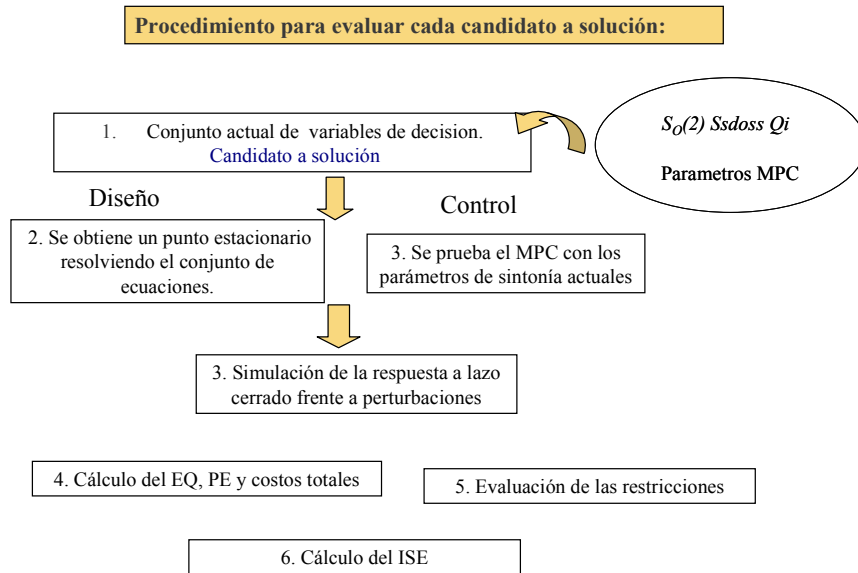 Procedimiento para evaluar cada candidato a solución:
1. Conjunto actual de variables de decision.
Candidato a solución
S_O(2) Ssdoss Qi
Parametros MPC
Diseño
Control
2. Se obtiene un punto estacionario
resolviendo el conjunto de
ecuaciones.
3. Se prueba el MPC con los
parámetros de sintonía actuales
3. Simulación de la respuesta a lazo
cerrado frente a perturbaciones
4. Cálculo del EQ, PE y costos totales
5. Evaluación de las restricciones
6. Cálculo del ISE